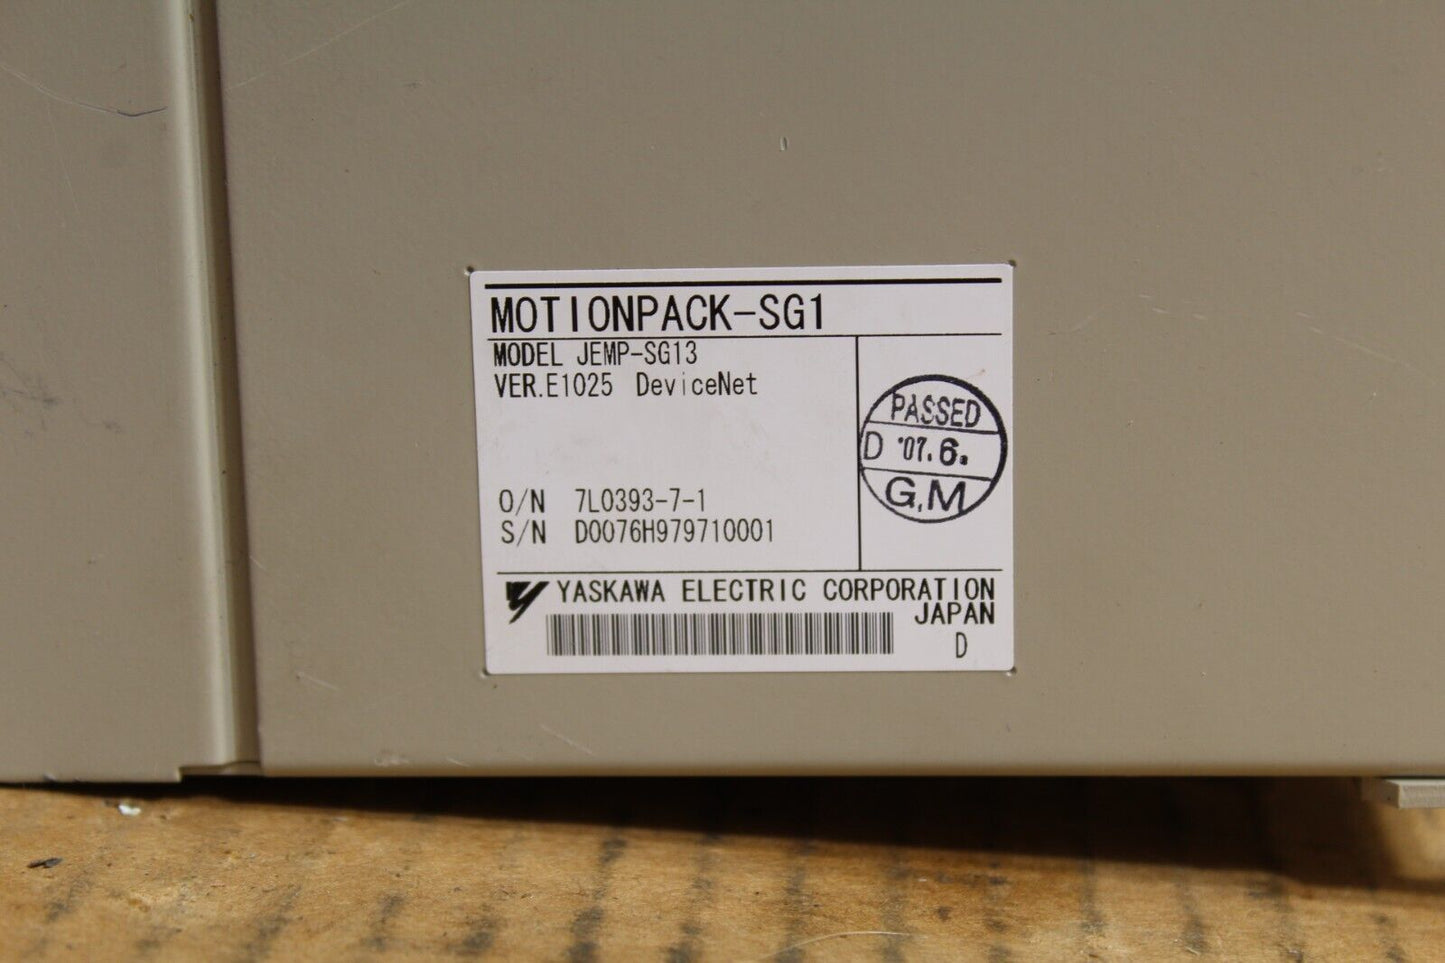 MOTIONPACK-SG1
MODEL JEMP-SG13
VER.E1025 DeviceNet
PASSED
D '07.6.
G.M
O/N 7L0393-7-1
S/N D0076H979710001
YASKAWA ELECTRIC CORPORATION
JAPAN
D